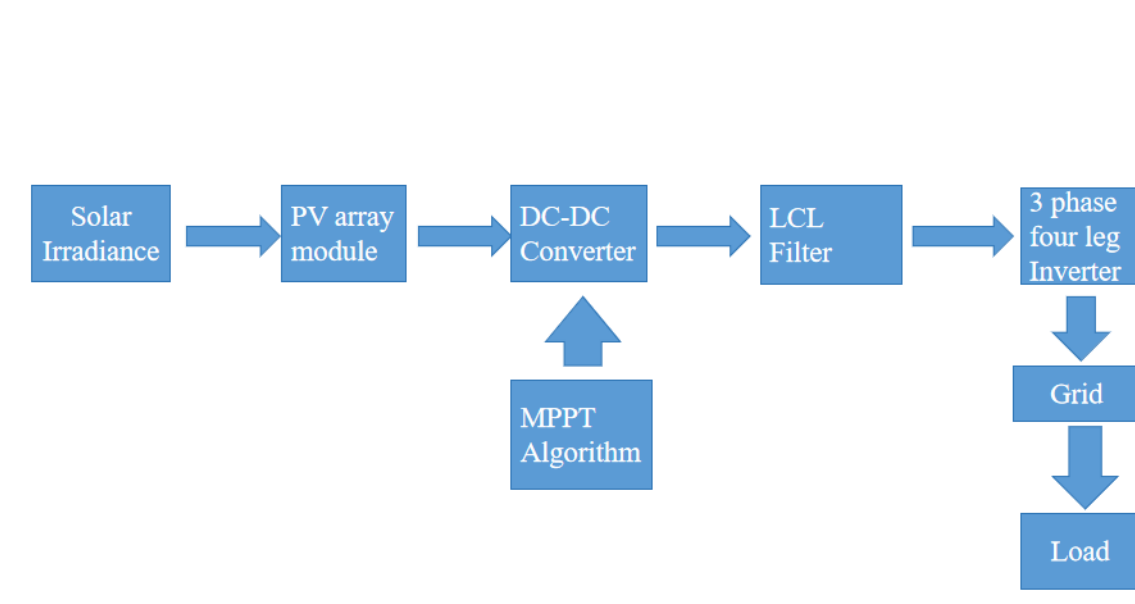 Solar
Irradiance
PV array
module
DC-DC
Converter
LCL
Filter
3 phase
four leg
Inverter
MPPT
Algorithm
Grid
Load